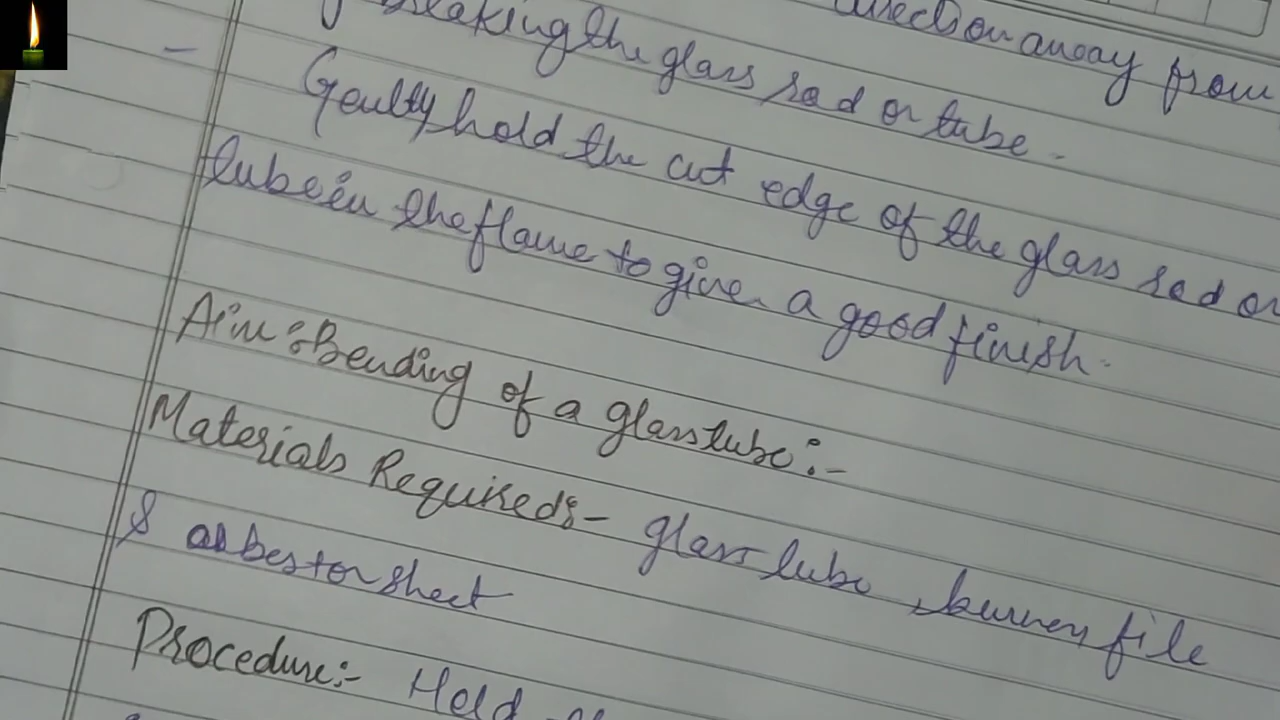 direction away from
breaking the glass rod or tube.
- Gently hold the cut edge of the glass rod or
tube in the flame to give a good finish.
Aim : Bending of a glass tube :-
Materials Required :- glass tube, burner, file
& asbestor sheet
Procedure :- Hold